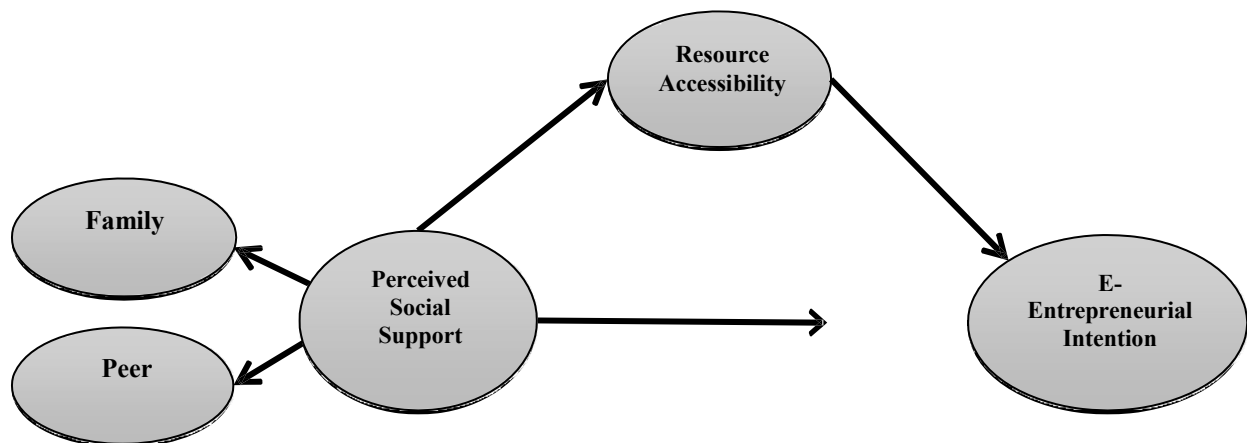 Resource
Accessibility
Family
Perceived
Social
Support
Peer
E-
Entrepreneurial
Intention